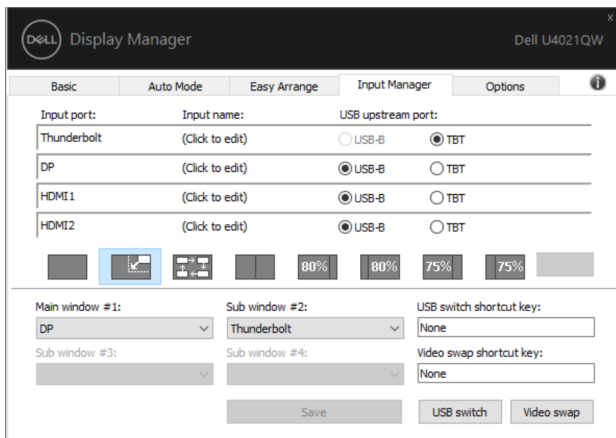 x
DELL Display Manager Dell U4021QW
Basic Auto Mode Easy Arrange Input Manager Options i
Input port: Input name: USB upstream port:
Thunderbolt (Click to edit) USB-B TBT
DP (Click to edit) USB-B TBT
HDMI1 (Click to edit) USB-B TBT
HDMI2 (Click to edit) USB-B TBT
80% 80% 75% 75%
Main window #1: Sub window #2: USB switch shortcut key:
DP Thunderbolt None
Sub window #3: Sub window #4: Video swap shortcut key:
None
Save USB switch Video swap